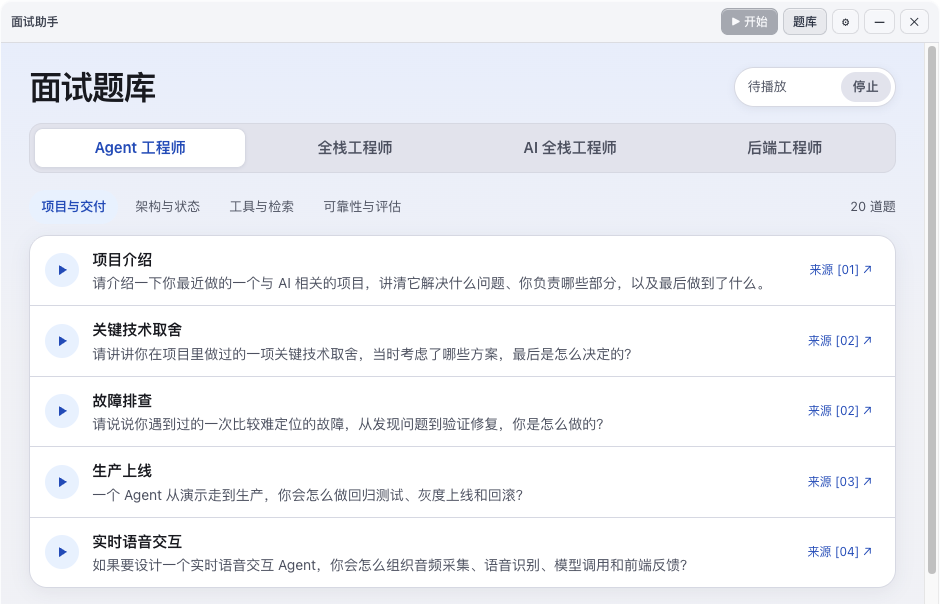 面试助手
▶ 开始 题库
面试题库
待播放 停止
Agent 工程师 全栈工程师 AI 全栈工程师 后端工程师
项目与交付 架构与状态 工具与检索 可靠性与评估 20 道题
项目介绍
请介绍一下你最近做的一个与 AI 相关的项目，讲清它解决什么问题、你负责哪些部分，以及最后做到了什么。
来源 [01] ↗
关键技术取舍
请讲讲你在项目里做过的一项关键技术取舍，当时考虑了哪些方案，最后是怎么决定的？
来源 [02] ↗
故障排查
请说说你遇到过的一次比较难定位的故障，从发现问题到验证修复，你是怎么做的？
来源 [02] ↗
生产上线
一个 Agent 从演示走到生产，你会怎么做回归测试、灰度上线和回滚？
来源 [03] ↗
实时语音交互
如果要设计一个实时语音交互 Agent，你会怎么组织音频采集、语音识别、模型调用和前端反馈？
来源 [04] ↗